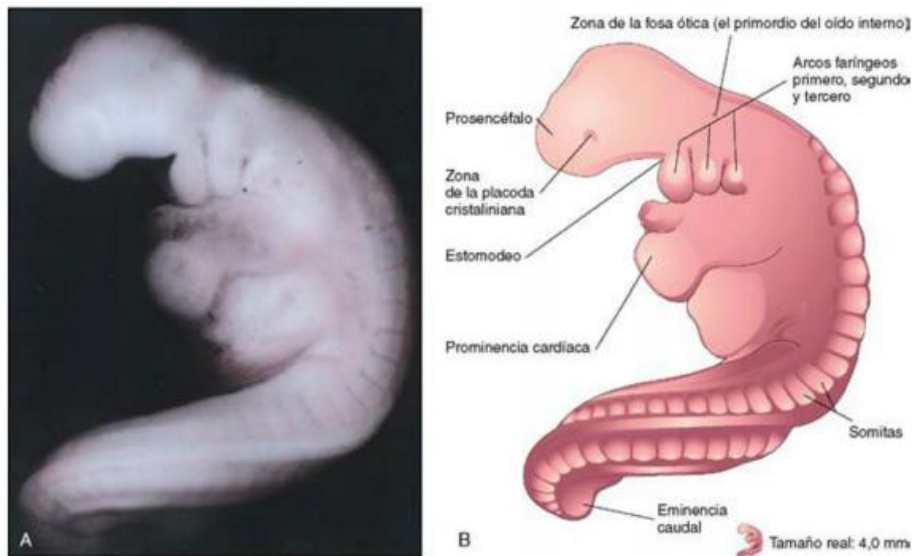 A
Zona de la fosa ótica (el primordio del oído interno)
Arcos faríngeos
primero, segundo
y tercero
Prosencéfalo
Zona
de la placoda
cristaliniana
Estomodeo
Prominencia cardíaca
Somitas
Eminencia
caudal
B
Tamaño real: 4,0 mm